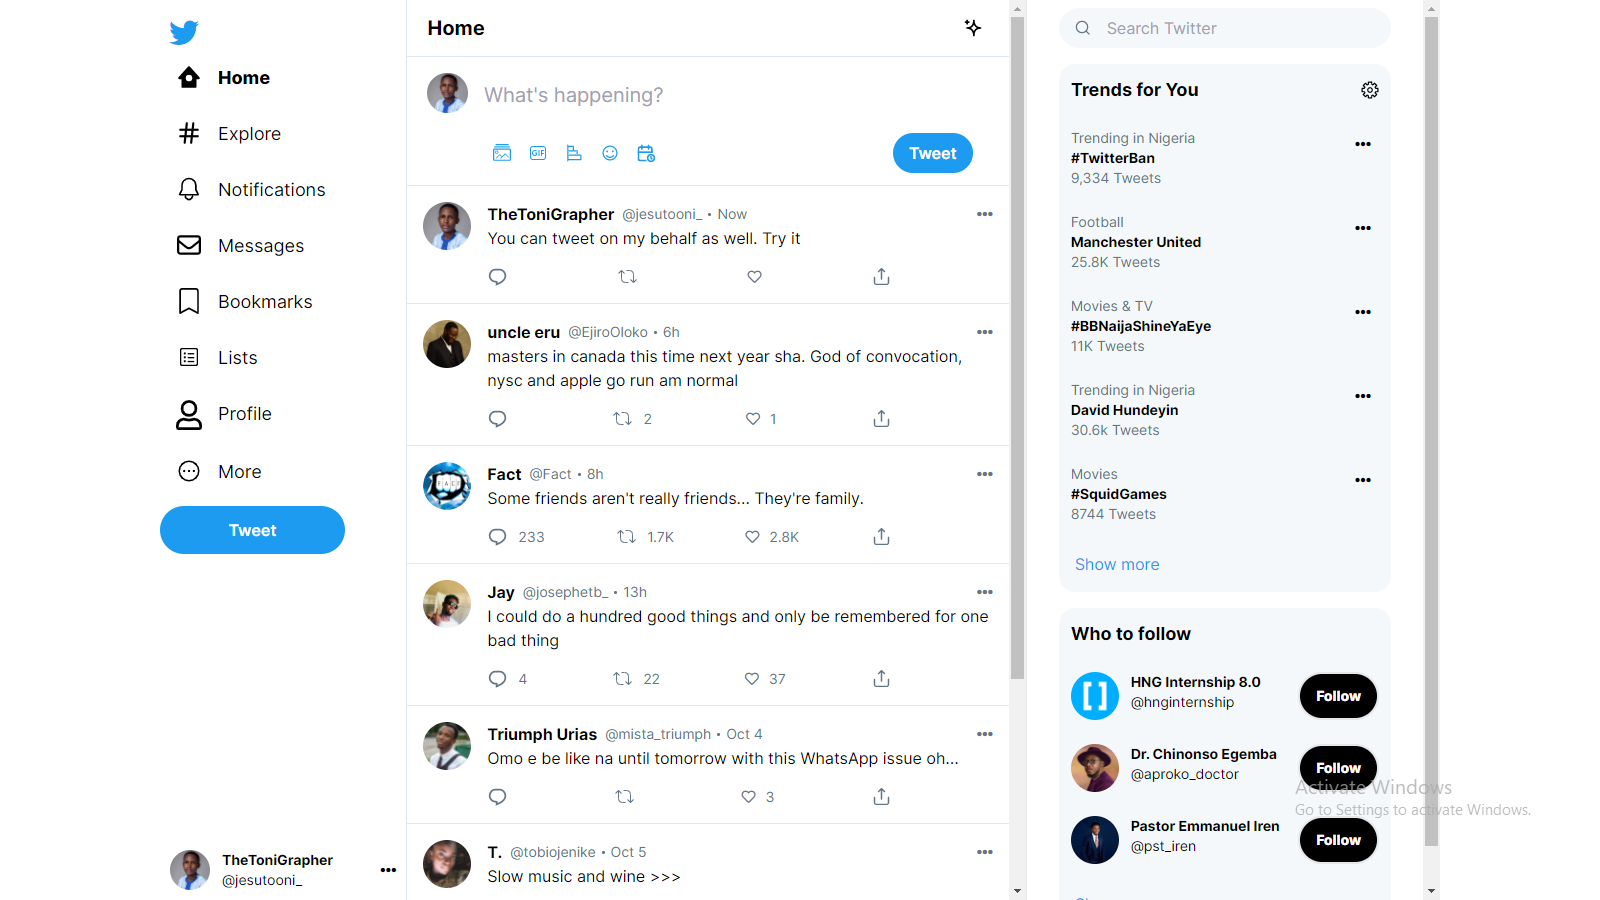 Home
Explore
Notifications
Messages
Bookmarks
Lists
Profile
More
Tweet
TheToniGrapher
@jesutooni_
Home
What's happening?
GIF
Tweet
TheToniGrapher @jesutooni_ • Now
You can tweet on my behalf as well. Try it
uncle eru @EjiroOloko • 6h
masters in canada this time next year sha. God of convocation,
nysc and apple go run am normal
2 1
Fact @Fact • 8h
Some friends aren't really friends... They're family.
233 1.7K 2.8K
Jay @josephetb_ • 13h
I could do a hundred good things and only be remembered for one
bad thing
4 22 37
Triumph Urias @mista_triumph • Oct 4
Omo e be like na until tomorrow with this WhatsApp issue oh...
3
T. @tobiojenike • Oct 5
Slow music and wine >>>
Search Twitter
Trends for You
Trending in Nigeria
#TwitterBan
9,334 Tweets
Football
Manchester United
25.8K Tweets
Movies & TV
#BBNaijaShineYaEye
11K Tweets
Trending in Nigeria
David Hundeyin
30.6k Tweets
Movies
#SquidGames
8744 Tweets
Show more
Who to follow
HNG Internship 8.0
@hnginternship
Follow
Dr. Chinonso Egemba
@aproko_doctor
Follow
Pastor Emmanuel Iren
@pst_iren
Follow
Activate Windows
Go to Settings to activate Windows.